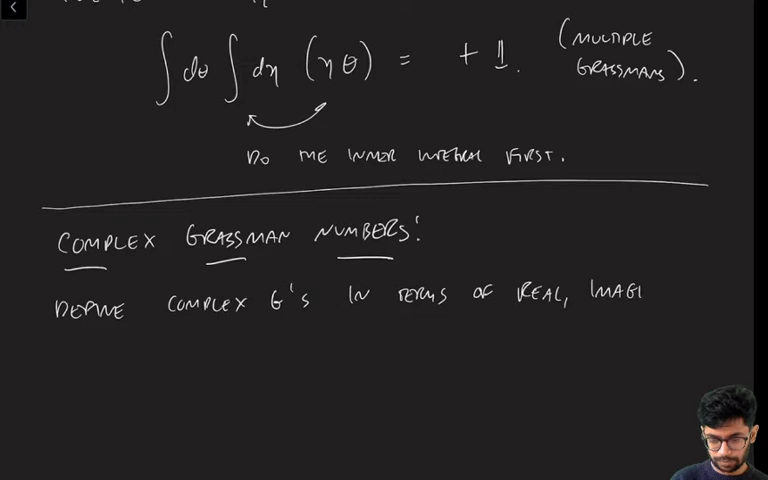 ∫dθ ∫dη (ηθ) = + 1. (MULTIPLE
GRASSMANS).
DO THE INNER INTEGRAL FIRST.
COMPLEX GRASSMAN NUMBERS:
DEFINE COMPLEX G'S IN TERMS OF REAL, IMAGI